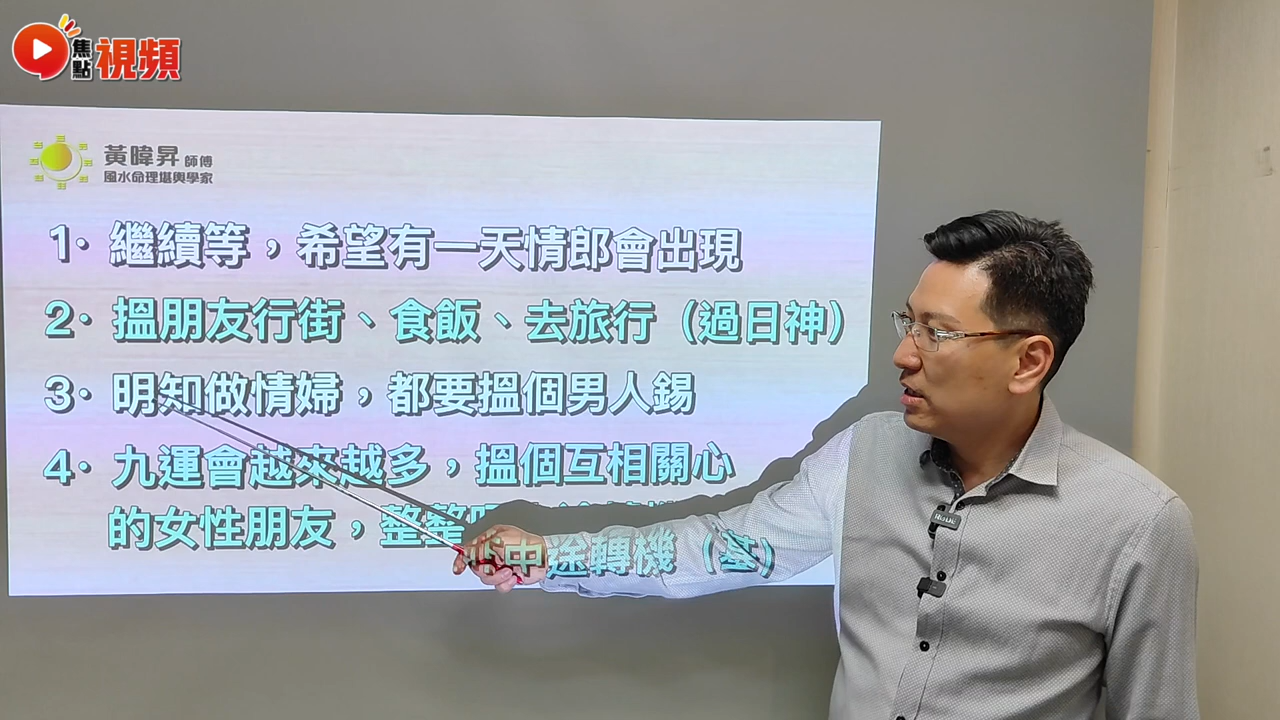 焦點視頻
黃暐昇 師傅
風水命理堪輿學家
1· 繼續等，希望有一天情郎會出現
2· 搵朋友行街、食飯、去旅行（過日神）
3· 明知做情婦，都要搵個男人錫
4· 九運會越來越多，搵個互相關心
的女性朋友，整整
中途轉機（基）